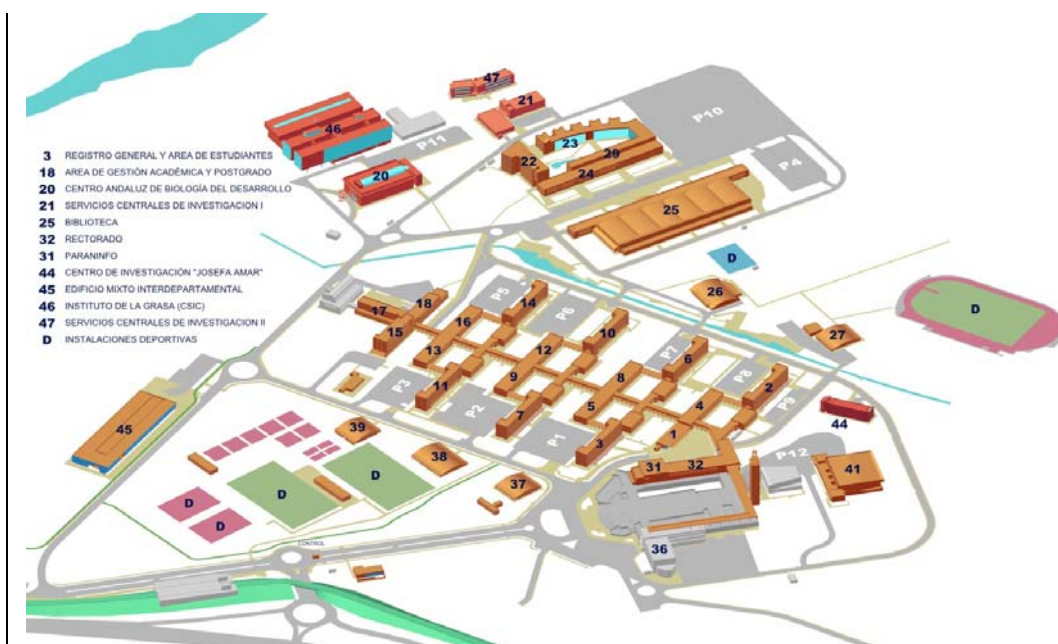 47
21
46
P11
P10
23
22
29
24
P4
20
25
3 REGISTRO GENERAL Y AREA DE ESTUDIANTES
18 AREA DE GESTIÓN ACADÉMICA Y POSTGRADO
20 CENTRO ANDALUZ DE BIOLOGÍA DEL DESARROLLO
21 SERVICIOS CENTRALES DE INVESTIGACION I
25 BIBLIOTECA
32 RECTORADO
31 PARANINFO
44 CENTRO DE INVESTIGACIÓN "JOSEFA AMAR"
45 EDIFICIO MIXTO INTERDEPARTAMENTAL
46 INSTITUTO DE LA GRASA (CSIC)
47 SERVICIOS CENTRALES DE INVESTIGACION II
D INSTALACIONES DEPORTIVAS
D
26
D
27
18
17
P5
14
P6
16
15
13
10
12
P7
6
P8
2
P9
P3
11
9
8
4
P2
7
5
P1
3
1
44
45
39
38
37
D
D
D
D
31
32
P12
41
36
CONTROL